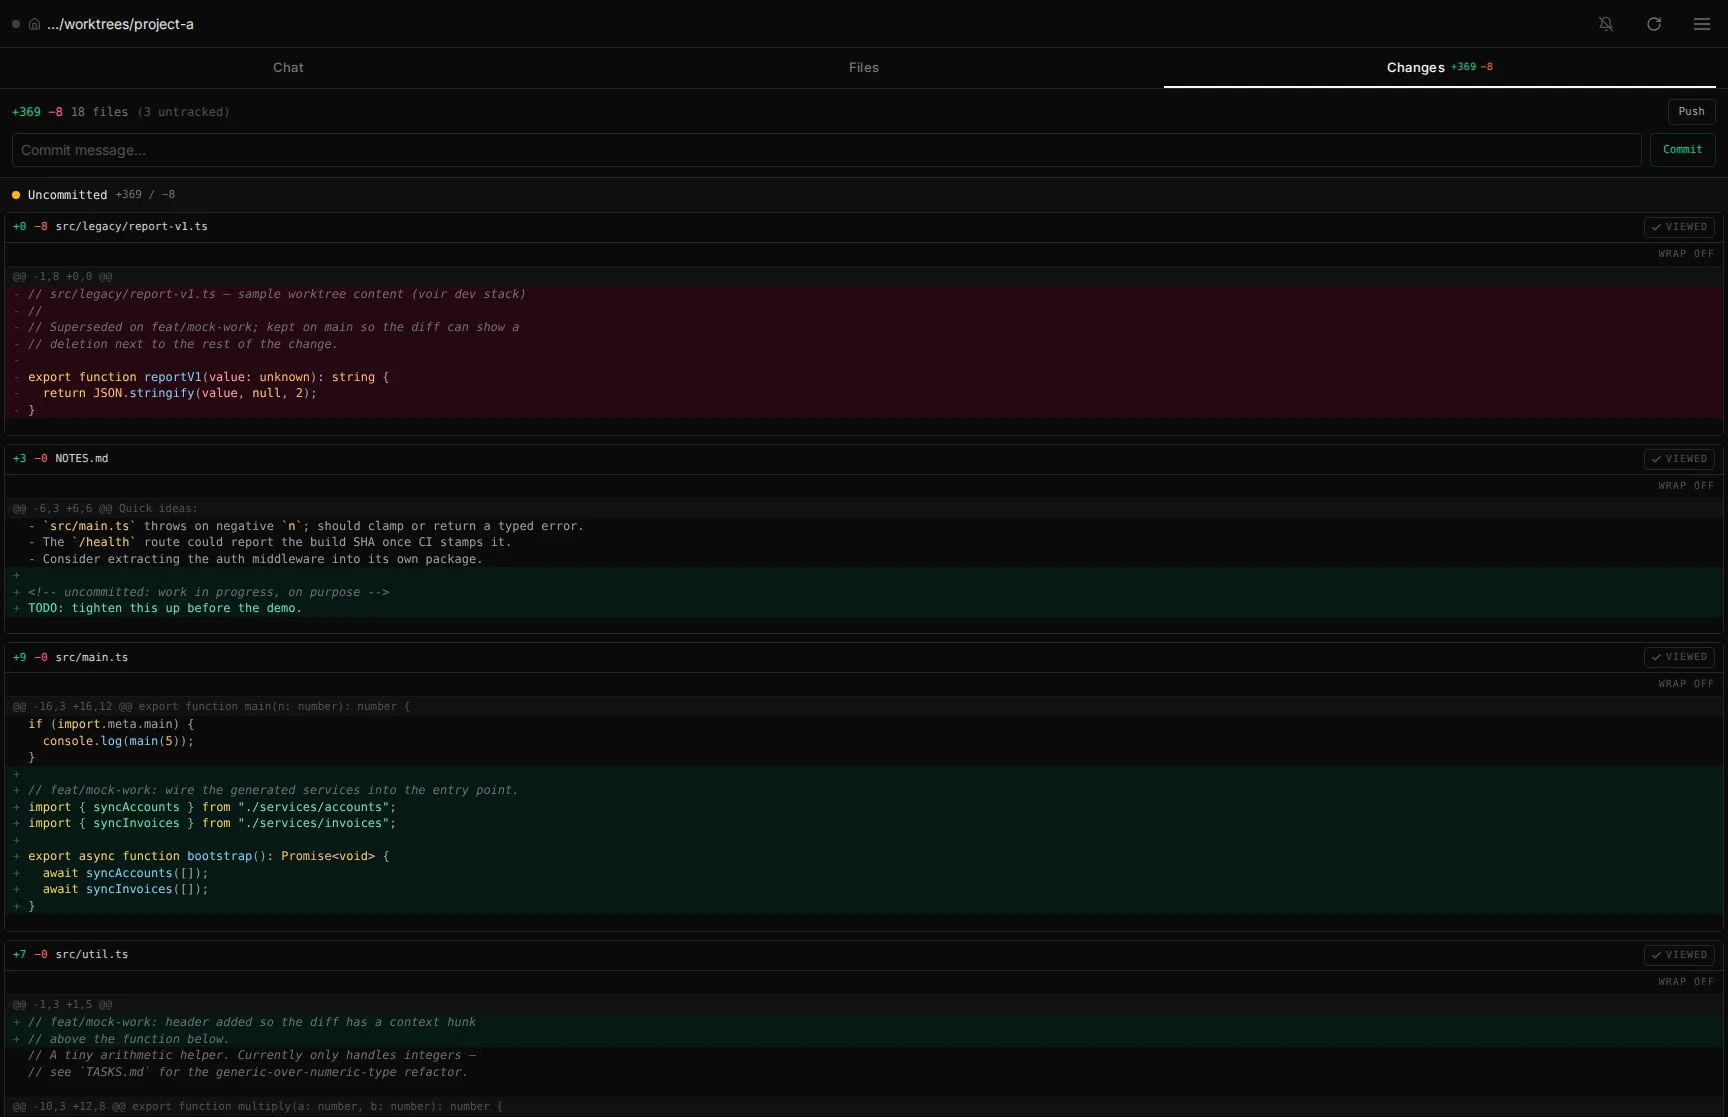 .../worktrees/project-a
Chat
Files
Changes +369 −8
+369 −8 18 files (3 untracked)
Push
Commit message...
Commit
Uncommitted +369 / −8
+0 −8 src/legacy/report-v1.ts
VIEWED
WRAP OFF
@@ -1,8 +0,0 @@
- // src/legacy/report-v1.ts — sample worktree content (voir dev stack)
- //
- // Superseded on feat/mock-work; kept on main so the diff can show a
- // deletion next to the rest of the change.
-
- export function reportV1(value: unknown): string {
-   return JSON.stringify(value, null, 2);
- }
+3 −0 NOTES.md
VIEWED
WRAP OFF
@@ -6,3 +6,6 @@ Quick ideas:
- `src/main.ts` throws on negative `n`; should clamp or return a typed error.
- The `/health` route could report the build SHA once CI stamps it.
- Consider extracting the auth middleware into its own package.
+
+ <!-- uncommitted: work in progress, on purpose -->
+ TODO: tighten this up before the demo.
+9 −0 src/main.ts
VIEWED
WRAP OFF
@@ -16,3 +16,12 @@ export function main(n: number): number {
if (import.meta.main) {
  console.log(main(5));
}
+
+ // feat/mock-work: wire the generated services into the entry point.
+ import { syncAccounts } from "./services/accounts";
+ import { syncInvoices } from "./services/invoices";
+
+ export async function bootstrap(): Promise<void> {
+   await syncAccounts([]);
+   await syncInvoices([]);
+ }
+7 −0 src/util.ts
VIEWED
WRAP OFF
@@ -1,3 +1,5 @@
+ // feat/mock-work: header added so the diff has a context hunk
+ // above the function below.
// A tiny arithmetic helper. Currently only handles integers —
// see `TASKS.md` for the generic-over-numeric-type refactor.
@@ -10,3 +12,8 @@ export function multiply(a: number, b: number): number {